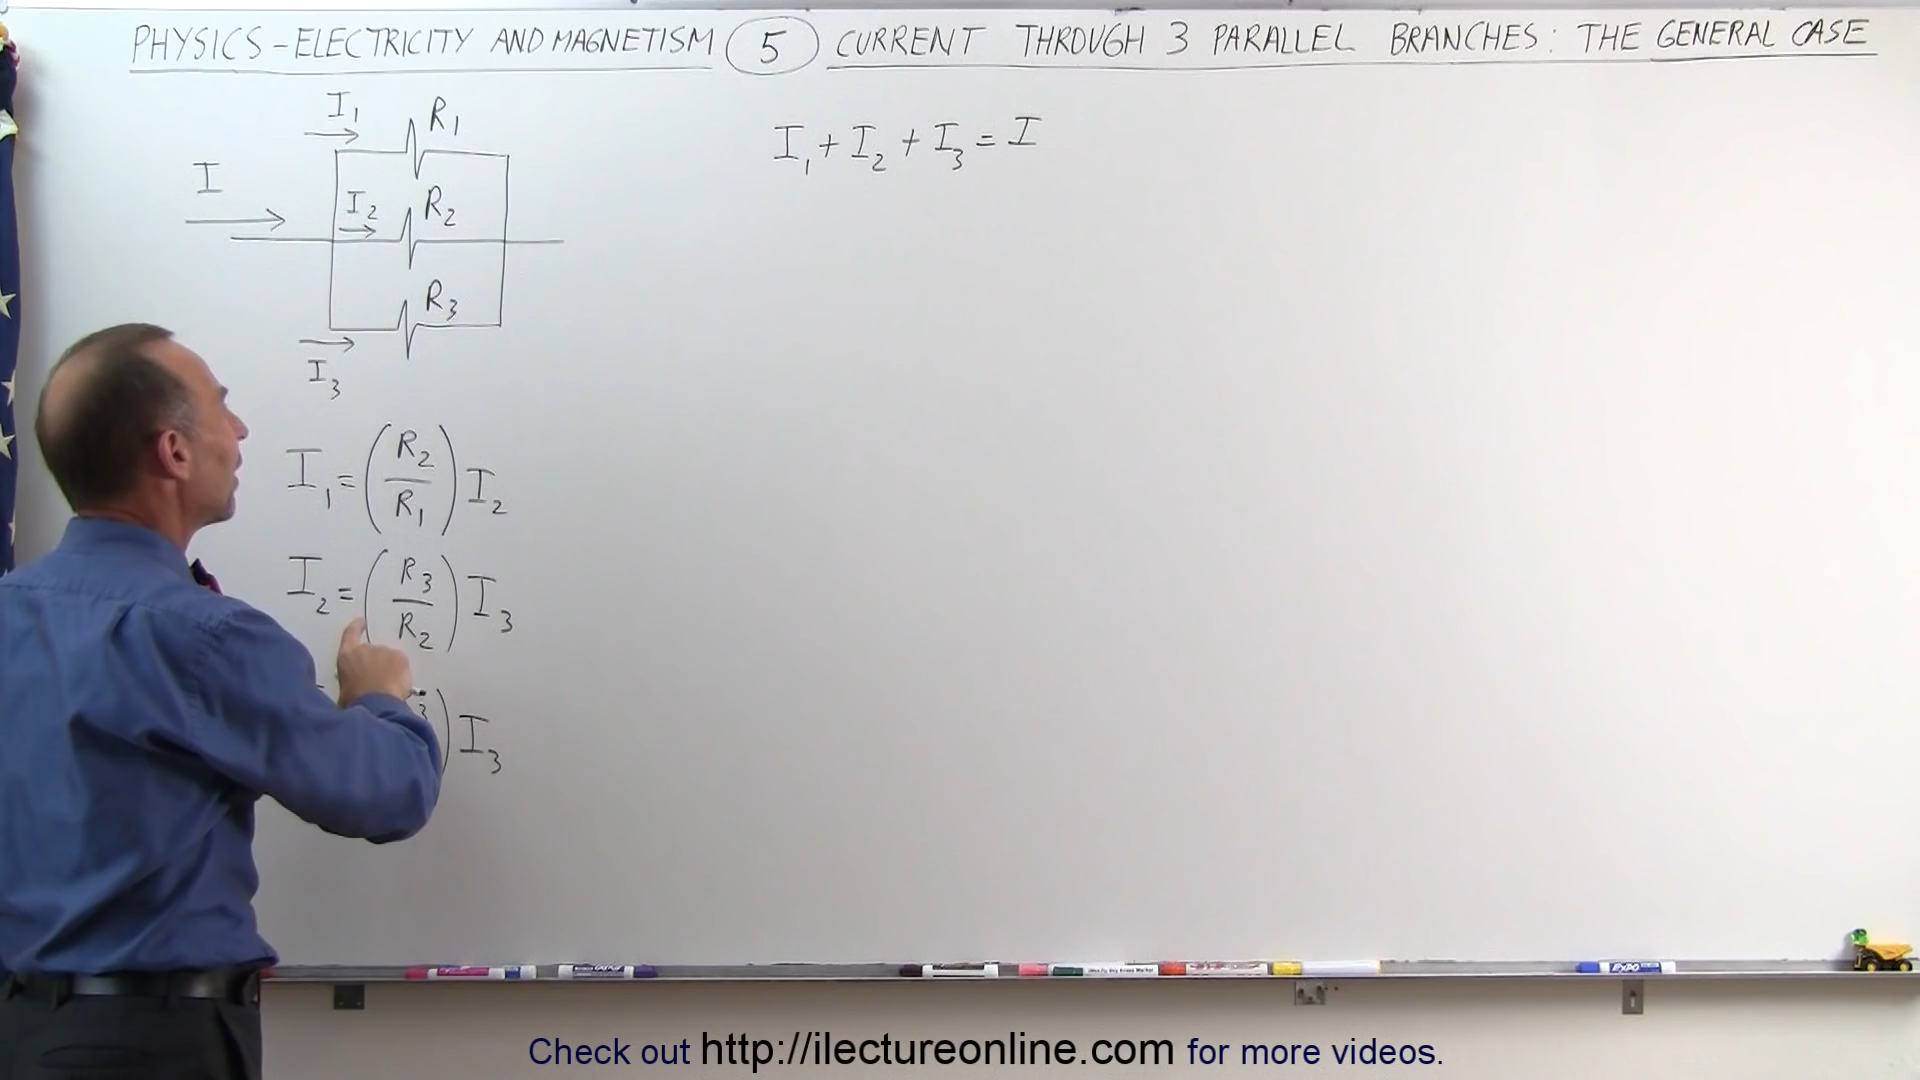 PHYSICS - ELECTRICITY AND MAGNETISM 5 CURRENT THROUGH 3 PARALLEL BRANCHES: THE GENERAL CASE
I₁ R₁
I₁ + I₂ + I₃ = I
I
I₂ R₂
R₃
I₃
I₁ = (R₂/R₁) I₂
I₂ = (R₃/R₂) I₃
₃) I₃
EXPO
Check out http://ilectureonline.com for more videos.